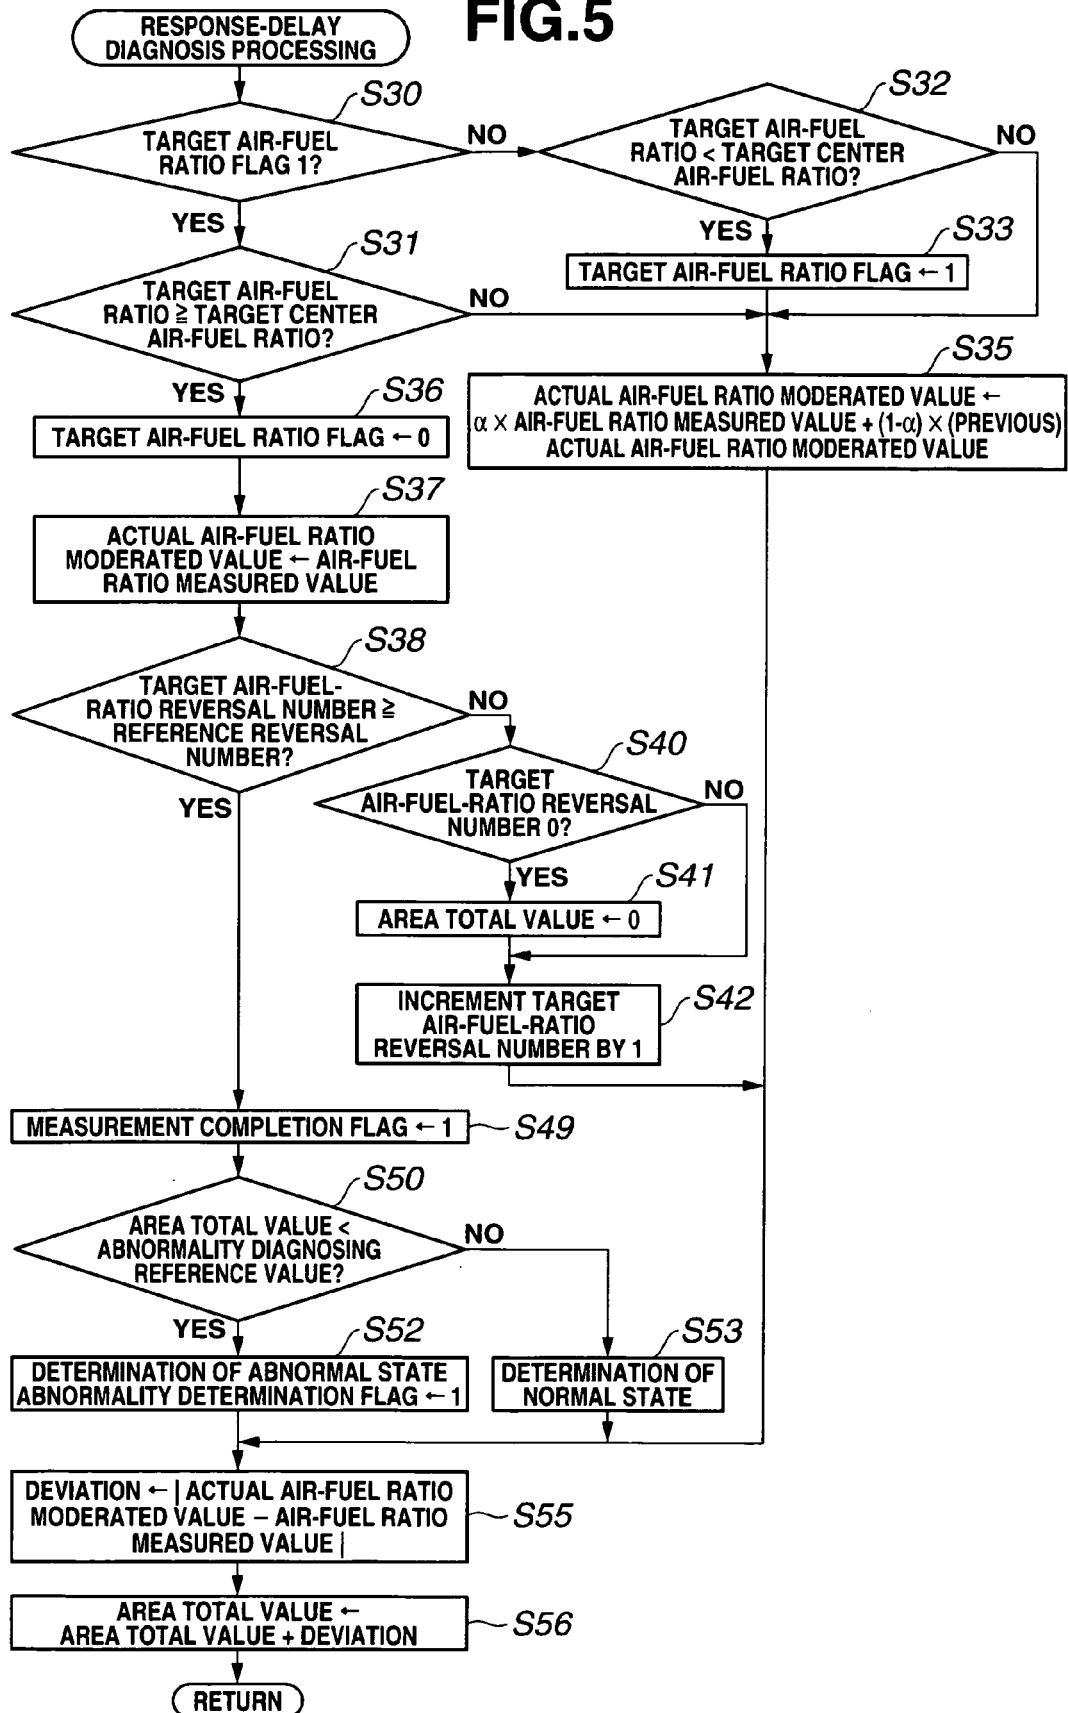 FIG.5
RESPONSE-DELAY
DIAGNOSIS PROCESSING
S30
TARGET AIR-FUEL
RATIO FLAG 1?
NO
YES
S32
TARGET AIR-FUEL
RATIO < TARGET CENTER
AIR-FUEL RATIO?
NO
YES
S33
TARGET AIR-FUEL RATIO FLAG ← 1
S31
TARGET AIR-FUEL
RATIO ≧ TARGET CENTER
AIR-FUEL RATIO?
NO
YES
S35
ACTUAL AIR-FUEL RATIO MODERATED VALUE ←
α × AIR-FUEL RATIO MEASURED VALUE + (1-α) × (PREVIOUS)
ACTUAL AIR-FUEL RATIO MODERATED VALUE
S36
TARGET AIR-FUEL RATIO FLAG ← 0
S37
ACTUAL AIR-FUEL RATIO
MODERATED VALUE ← AIR-FUEL
RATIO MEASURED VALUE
S38
TARGET AIR-FUEL-
RATIO REVERSAL NUMBER ≧
REFERENCE REVERSAL
NUMBER?
NO
YES
S40
TARGET
AIR-FUEL-RATIO REVERSAL
NUMBER 0?
NO
YES
S41
AREA TOTAL VALUE ← 0
S42
INCREMENT TARGET
AIR-FUEL-RATIO
REVERSAL NUMBER BY 1
MEASUREMENT COMPLETION FLAG ← 1
S49
S50
AREA TOTAL VALUE <
ABNORMALITY DIAGNOSING
REFERENCE VALUE?
NO
YES
S52
DETERMINATION OF ABNORMAL STATE
ABNORMALITY DETERMINATION FLAG ← 1
S53
DETERMINATION OF
NORMAL STATE
DEVIATION ← | ACTUAL AIR-FUEL RATIO
MODERATED VALUE – AIR-FUEL RATIO
MEASURED VALUE |
S55
AREA TOTAL VALUE ←
AREA TOTAL VALUE + DEVIATION
S56
RETURN